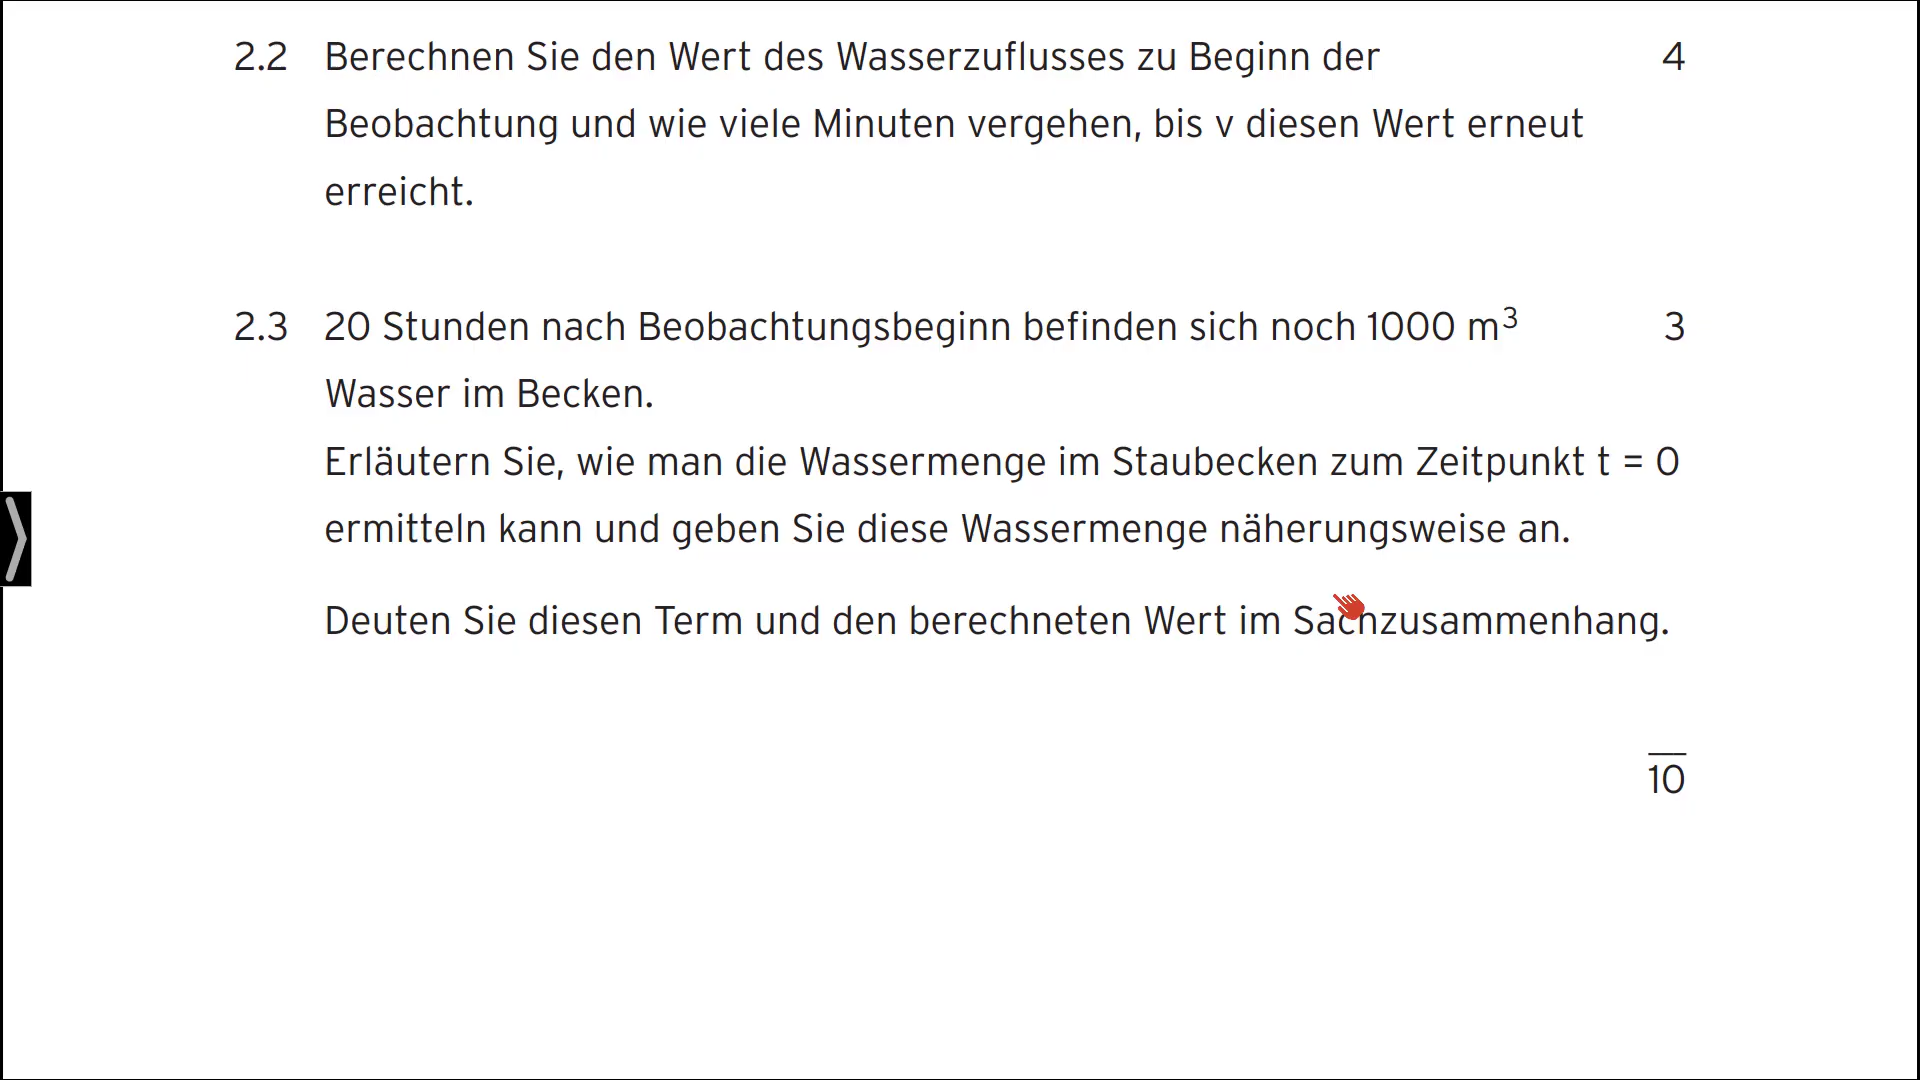 2.2 Berechnen Sie den Wert des Wasserzuflusses zu Beginn der 4
Beobachtung und wie viele Minuten vergehen, bis v diesen Wert erneut
erreicht.
2.3 20 Stunden nach Beobachtungsbeginn befinden sich noch 1000 m³ 3
Wasser im Becken.
Erläutern Sie, wie man die Wassermenge im Staubecken zum Zeitpunkt t = 0
ermitteln kann und geben Sie diese Wassermenge näherungsweise an.
Deuten Sie diesen Term und den berechneten Wert im Sachzusammenhang.
10